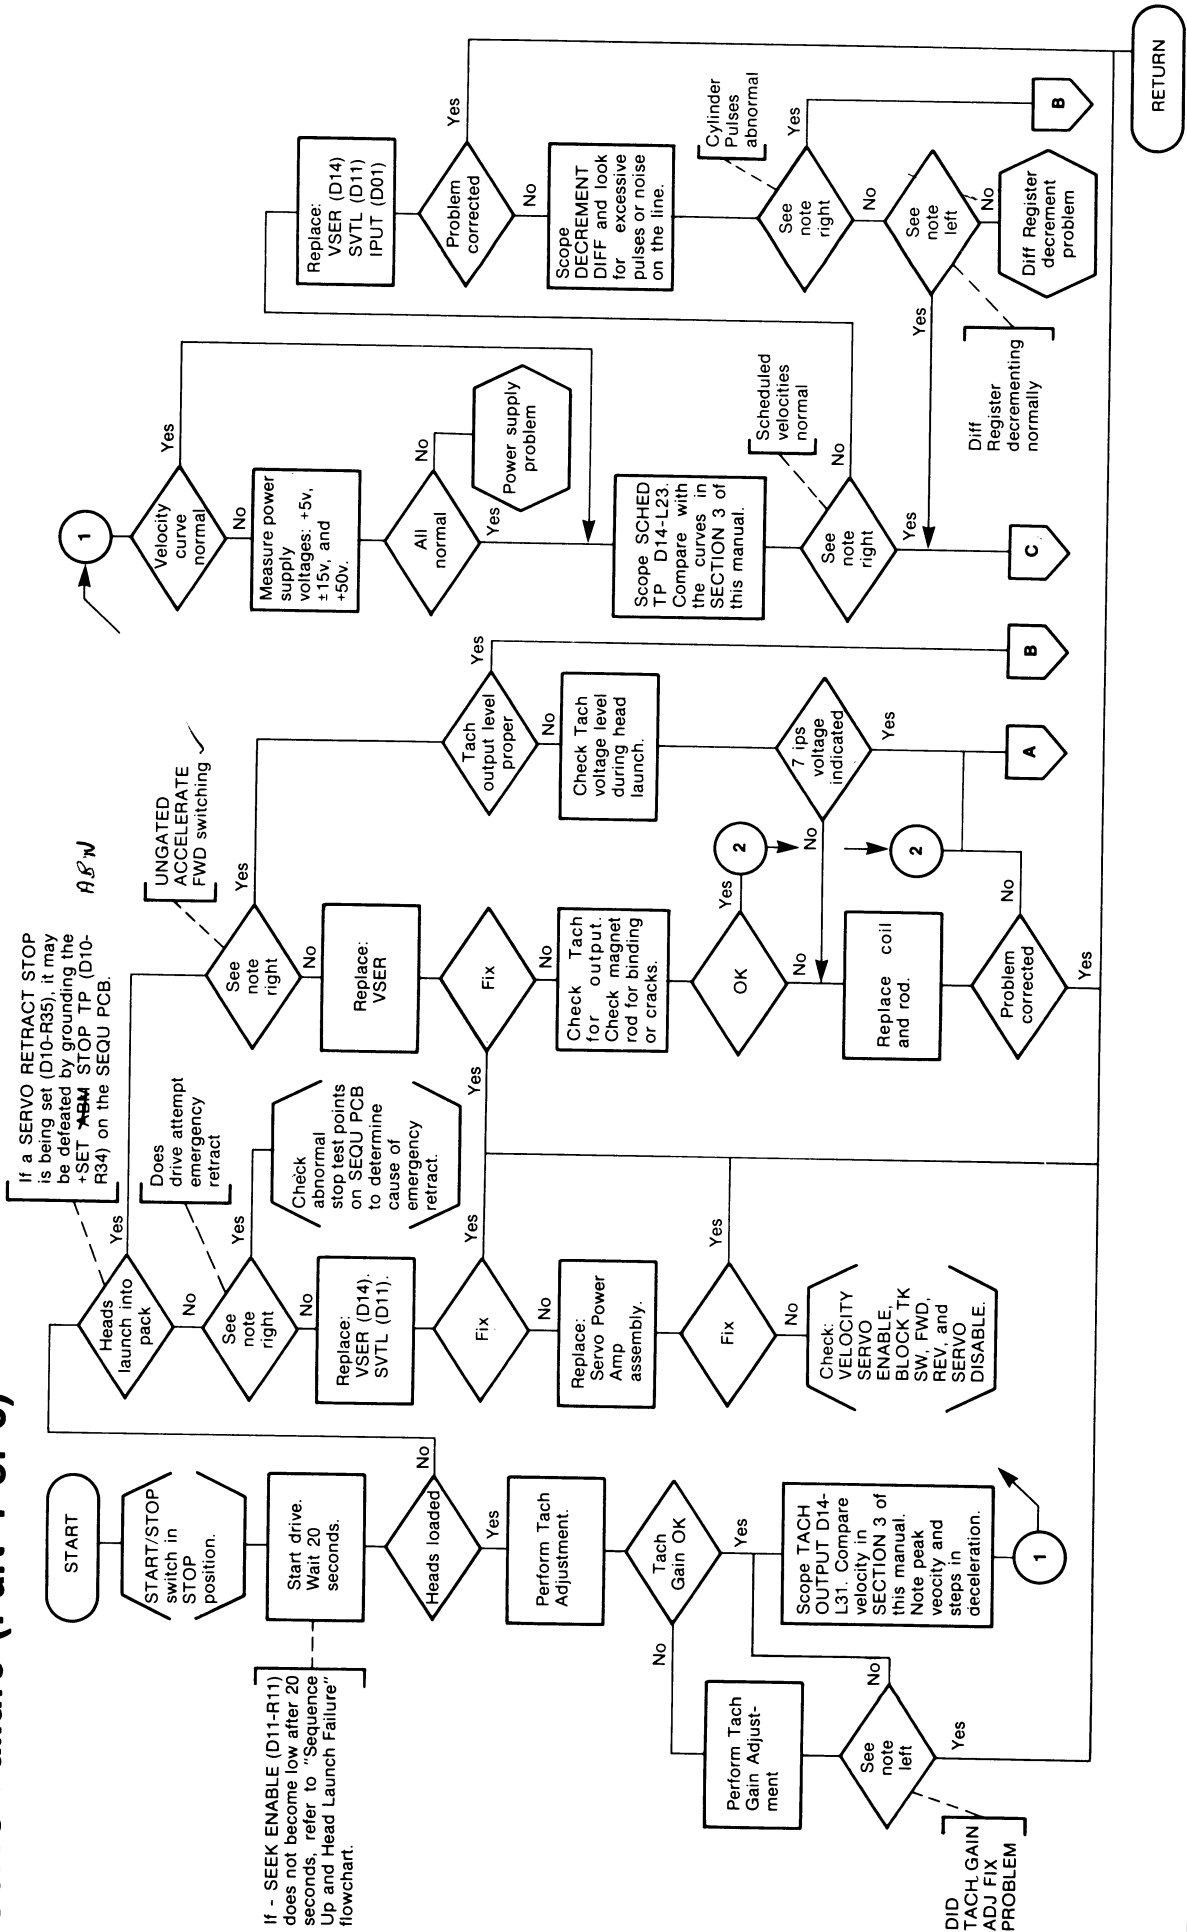 START
START/STOP
switch in
STOP
position.
If - SEEK ENABLE (D11-R11)
does not become low after 20
seconds, refer to "Sequence
Up and Head Launch Failure"
flowchart.
Start drive.
Wait 20
seconds.
Heads loaded
No
Yes
Perform Tach
Adjustment.
Tach
Gain OK
No
Yes
Perform Tach
Gain Adjust-
ment
See
note
left
No
Yes
DID
TACH GAIN
ADJ FIX
PROBLEM
Scope TACH
OUTPUT D14-
L31. Compare
velocity in
SECTION 3 of
this manual.
Note peak
velocity and
steps in
deceleration.
1
If a SERVO RETRACT STOP
is being set (D10-R35), it may
be defeated by grounding the
+SET ABM STOP TP (D10-
R34) on the SEQU PCB.
ABN
Heads
launch into
pack
Yes
No
Does
drive attempt
emergency
retract
See
note
right
Yes
No
Check
abnormal
stop test points
on SEQU PCB
to determine
cause of
emergency
retract.
Replace:
VSER (D14).
SVTL (D11).
Fix
Yes
No
Replace:
Servo Power
Amp
assembly.
Fix
Yes
No
Check:
VELOCITY
SERVO
ENABLE,
BLOCK TK
SW, FWD,
REV, and
SERVO
DISABLE.
UNGATED
ACCELERATE
FWD switching
See
note
right
Yes
No
Replace:
VSER
Fix
Yes
No
Check Tach
for output.
Check magnet
rod for binding
or cracks.
OK
Yes
No
2
Replace coil
and rod.
Problem
corrected
No
Yes
2
Tach
output level
proper
Yes
No
Check Tach
voltage level
during head
launch.
7 ips
voltage
indicated
No
Yes
A
B
1
Velocity
curve
normal
Yes
No
Measure power
supply
voltages: +5v,
±15v, and
+50v.
All
normal
No
Yes
Power supply
problem
Scope SCHED
TP D14-L23.
Compare with
the curves in
SECTION 3 of
this manual.
Scheduled
velocities
normal
See
note
right
No
Yes
C
Replace:
VSER (D14)
SVTL (D11)
IPUT (D01)
Problem
corrected
Yes
No
Scope
DECREMENT
DIFF and look
for excessive
pulses or noise
on the line.
Cylinder
Pulses
abnormal
See
note
right
Yes
No
See
note
left
Yes
No
Diff
Register
decrementing
normally
Diff Register
decrement
problem
B
RETURN